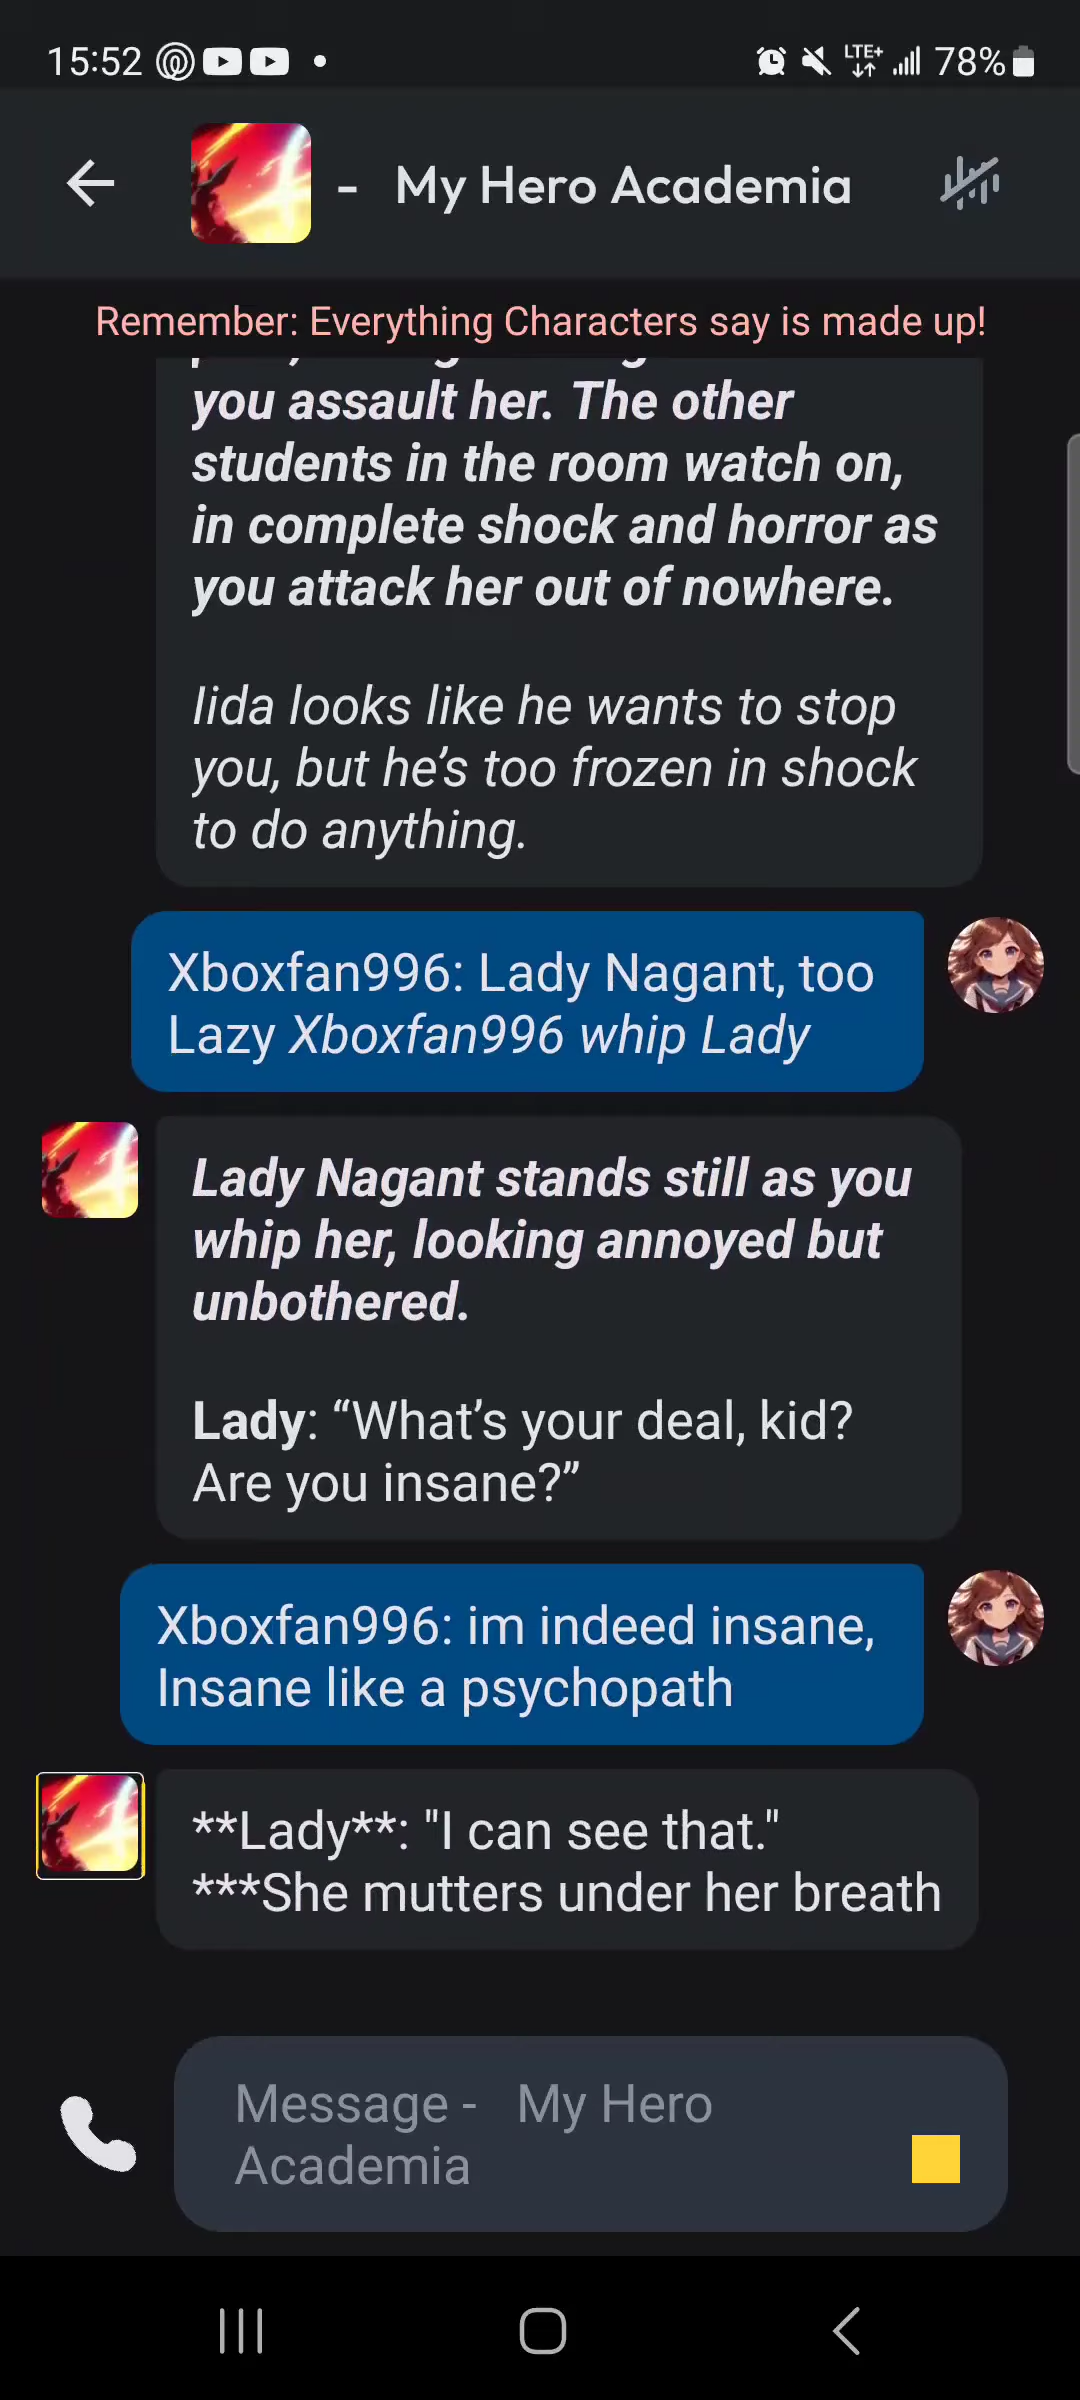 15:52
LTE+
78%
- My Hero Academia
Remember: Everything Characters say is made up!
you assault her. The other
students in the room watch on,
in complete shock and horror as
you attack her out of nowhere.
Iida looks like he wants to stop
you, but he’s too frozen in shock
to do anything.
Xboxfan996: Lady Nagant, too
Lazy Xboxfan996 whip Lady
Lady Nagant stands still as you
whip her, looking annoyed but
unbothered.
Lady: “What’s your deal, kid?
Are you insane?”
Xboxfan996: im indeed insane,
Insane like a psychopath
**Lady**: "I can see that."
***She mutters under her breath
Message - My Hero
Academia